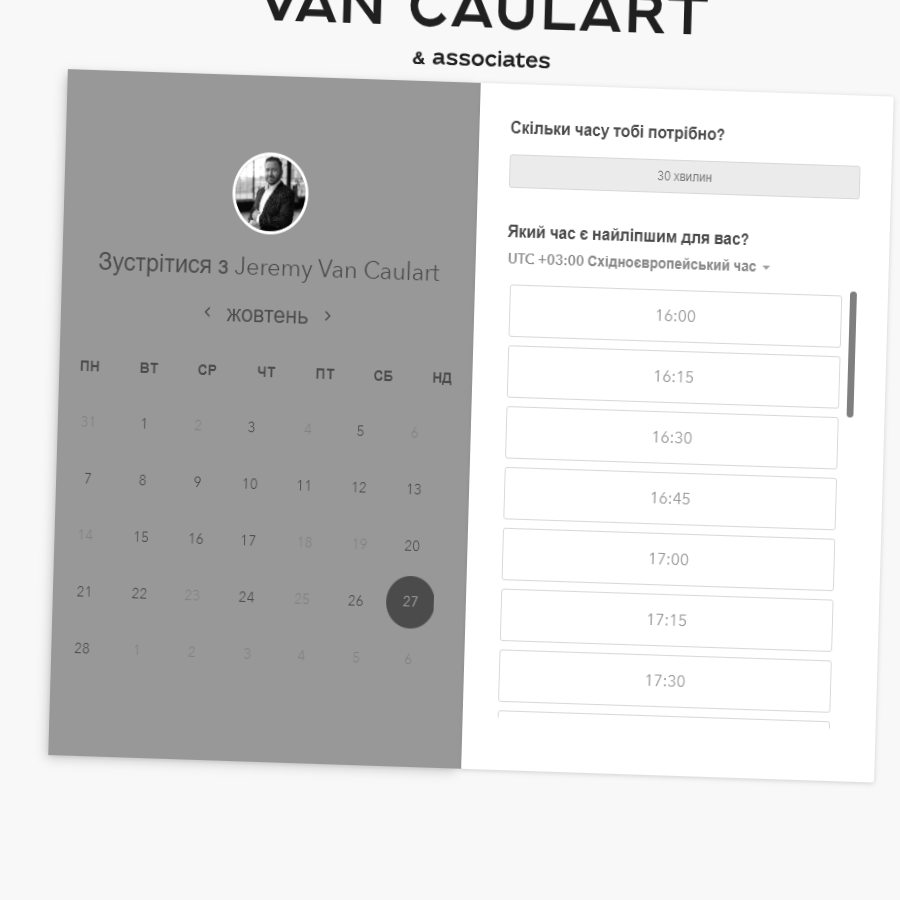 VAN CAULART
& associates
Зустрітися з Jeremy Van Caulart
жовтень
ПН ВТ СР ЧТ ПТ СБ НД
31 1 2 3 4 5 6
7 8 9 10 11 12 13
14 15 16 17 18 19 20
21 22 23 24 25 26 27
28 1 2 3 4 5 6
Скільки часу тобі потрібно?
30 хвилин
Який час є найліпшим для вас?
UTC +03:00 Східноєвропейський час
16:00
16:15
16:30
16:45
17:00
17:15
17:30